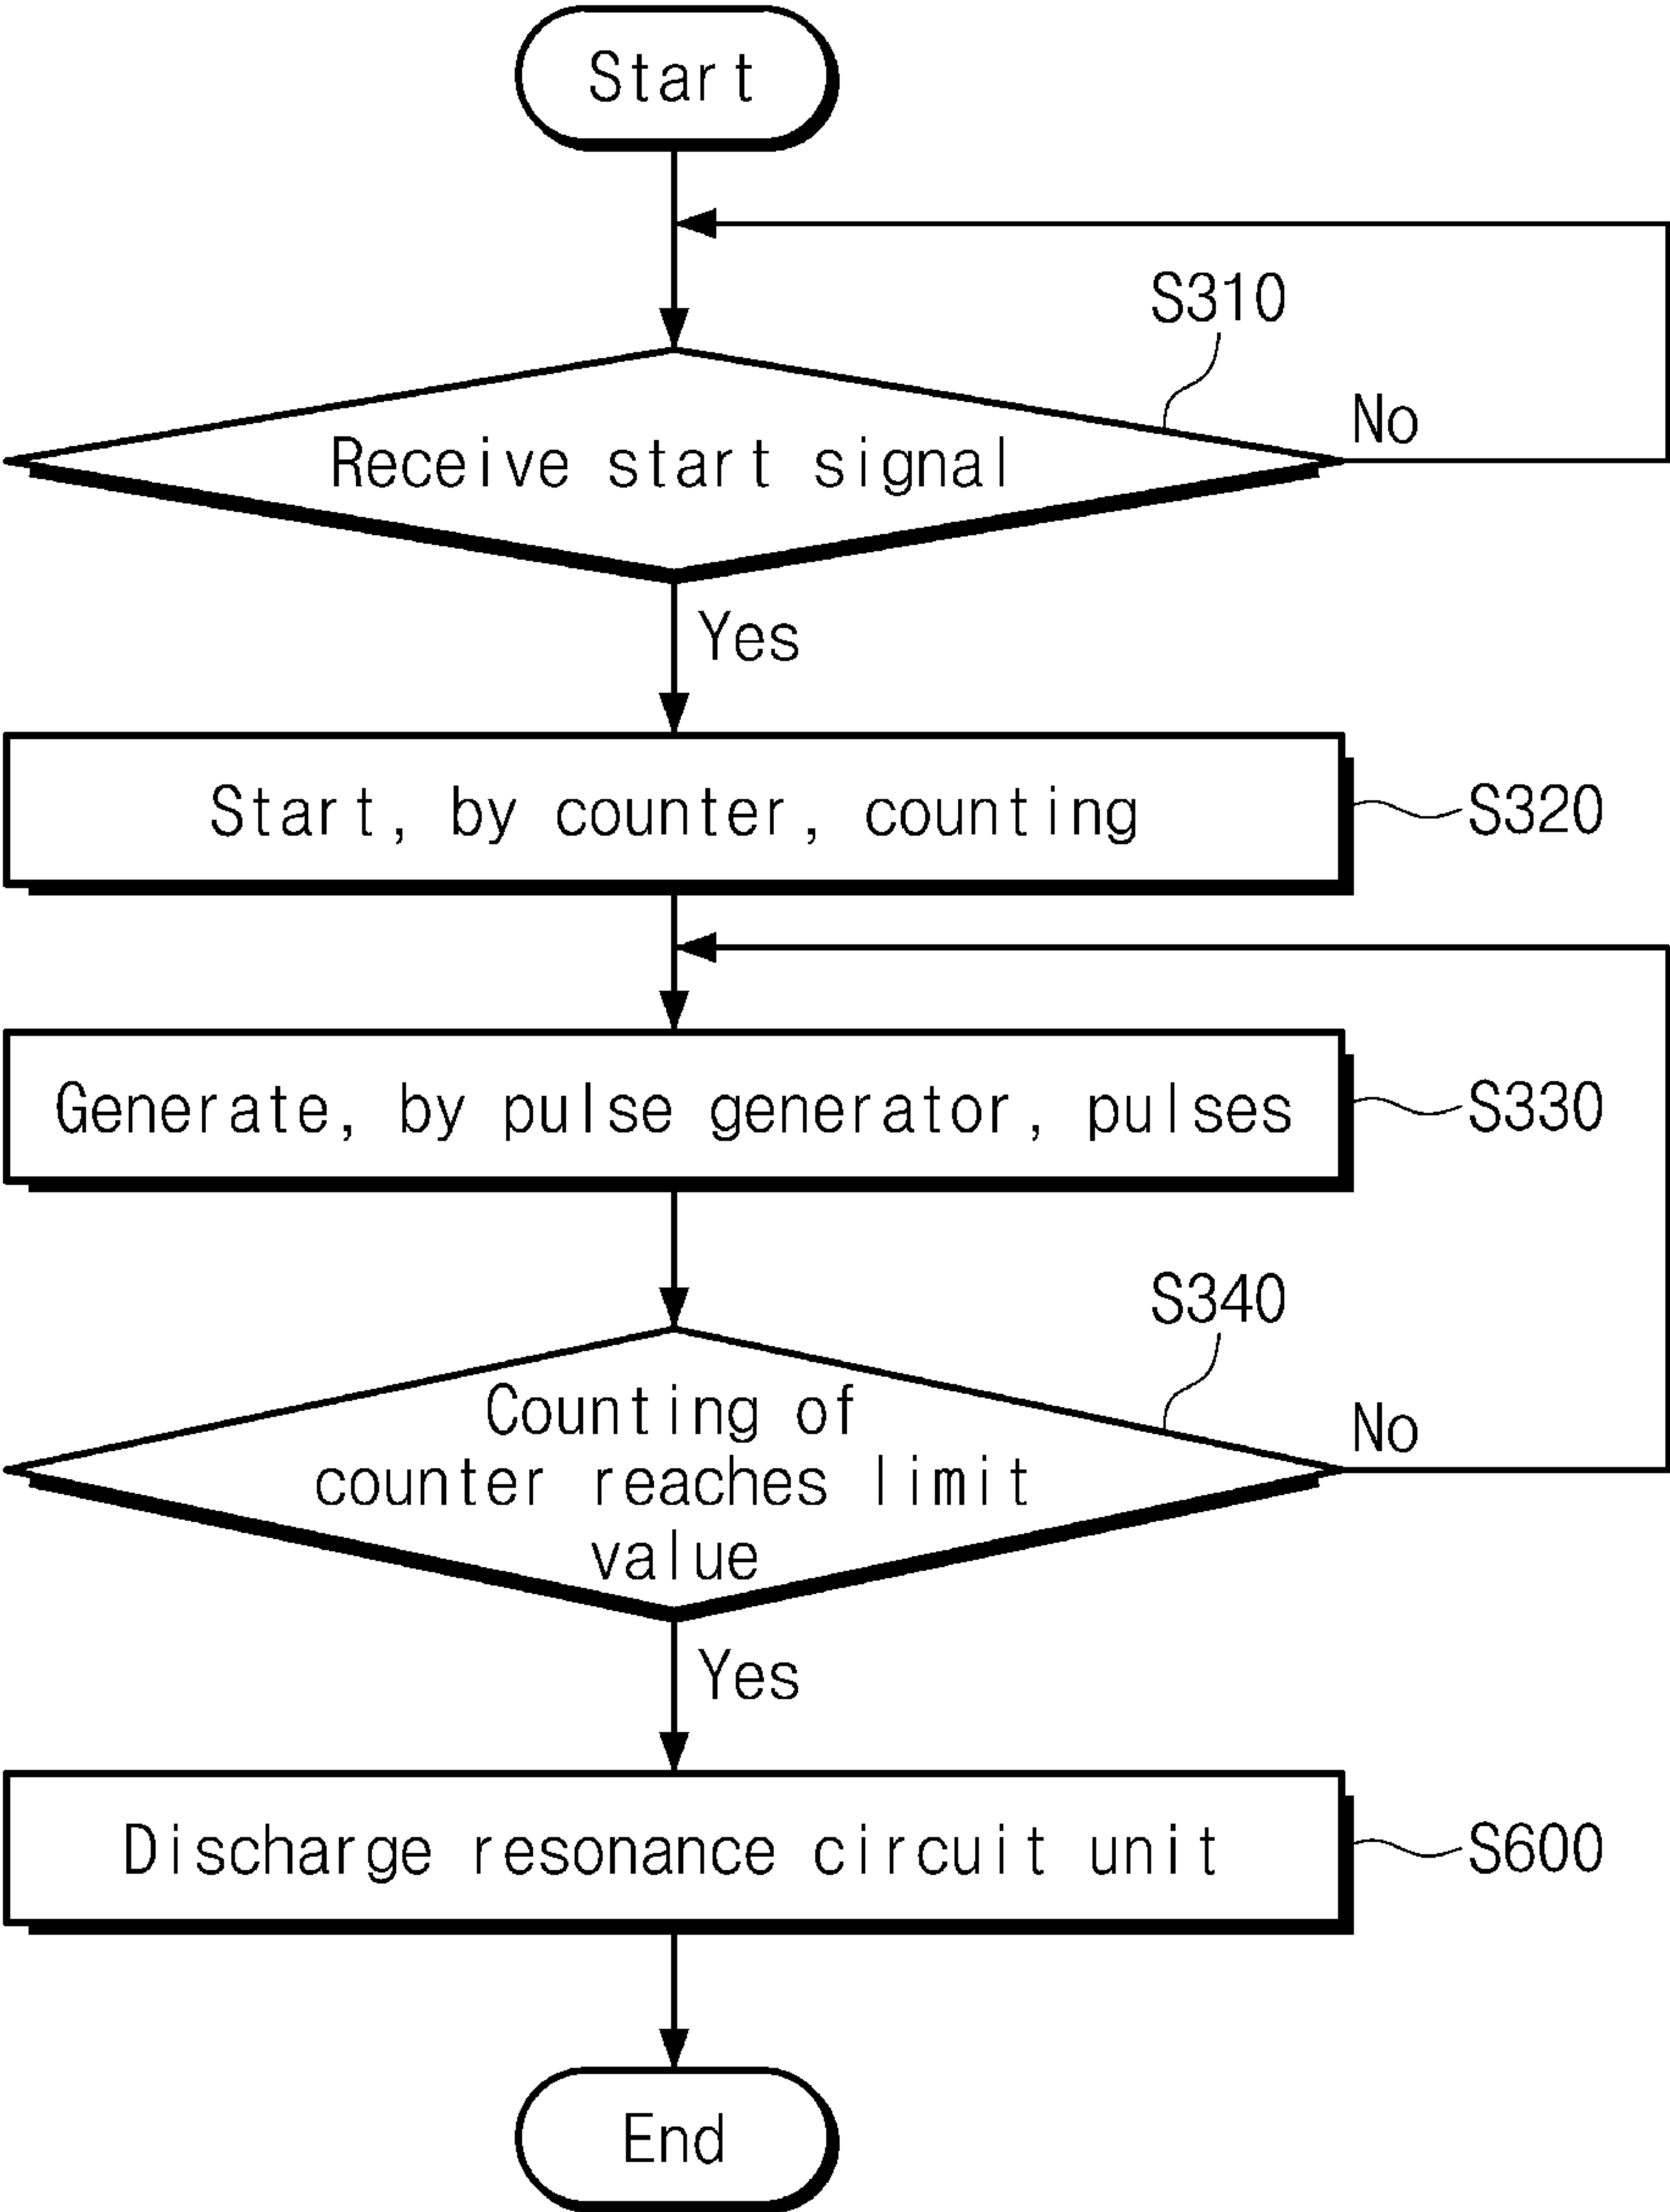 Start
S310
No
Receive start signal
Yes
Start, by counter, counting
S320
Generate, by pulse generator, pulses
S330
S340
Counting of
No
counter reaches limit
value
Yes
Discharge resonance circuit unit
S600
End